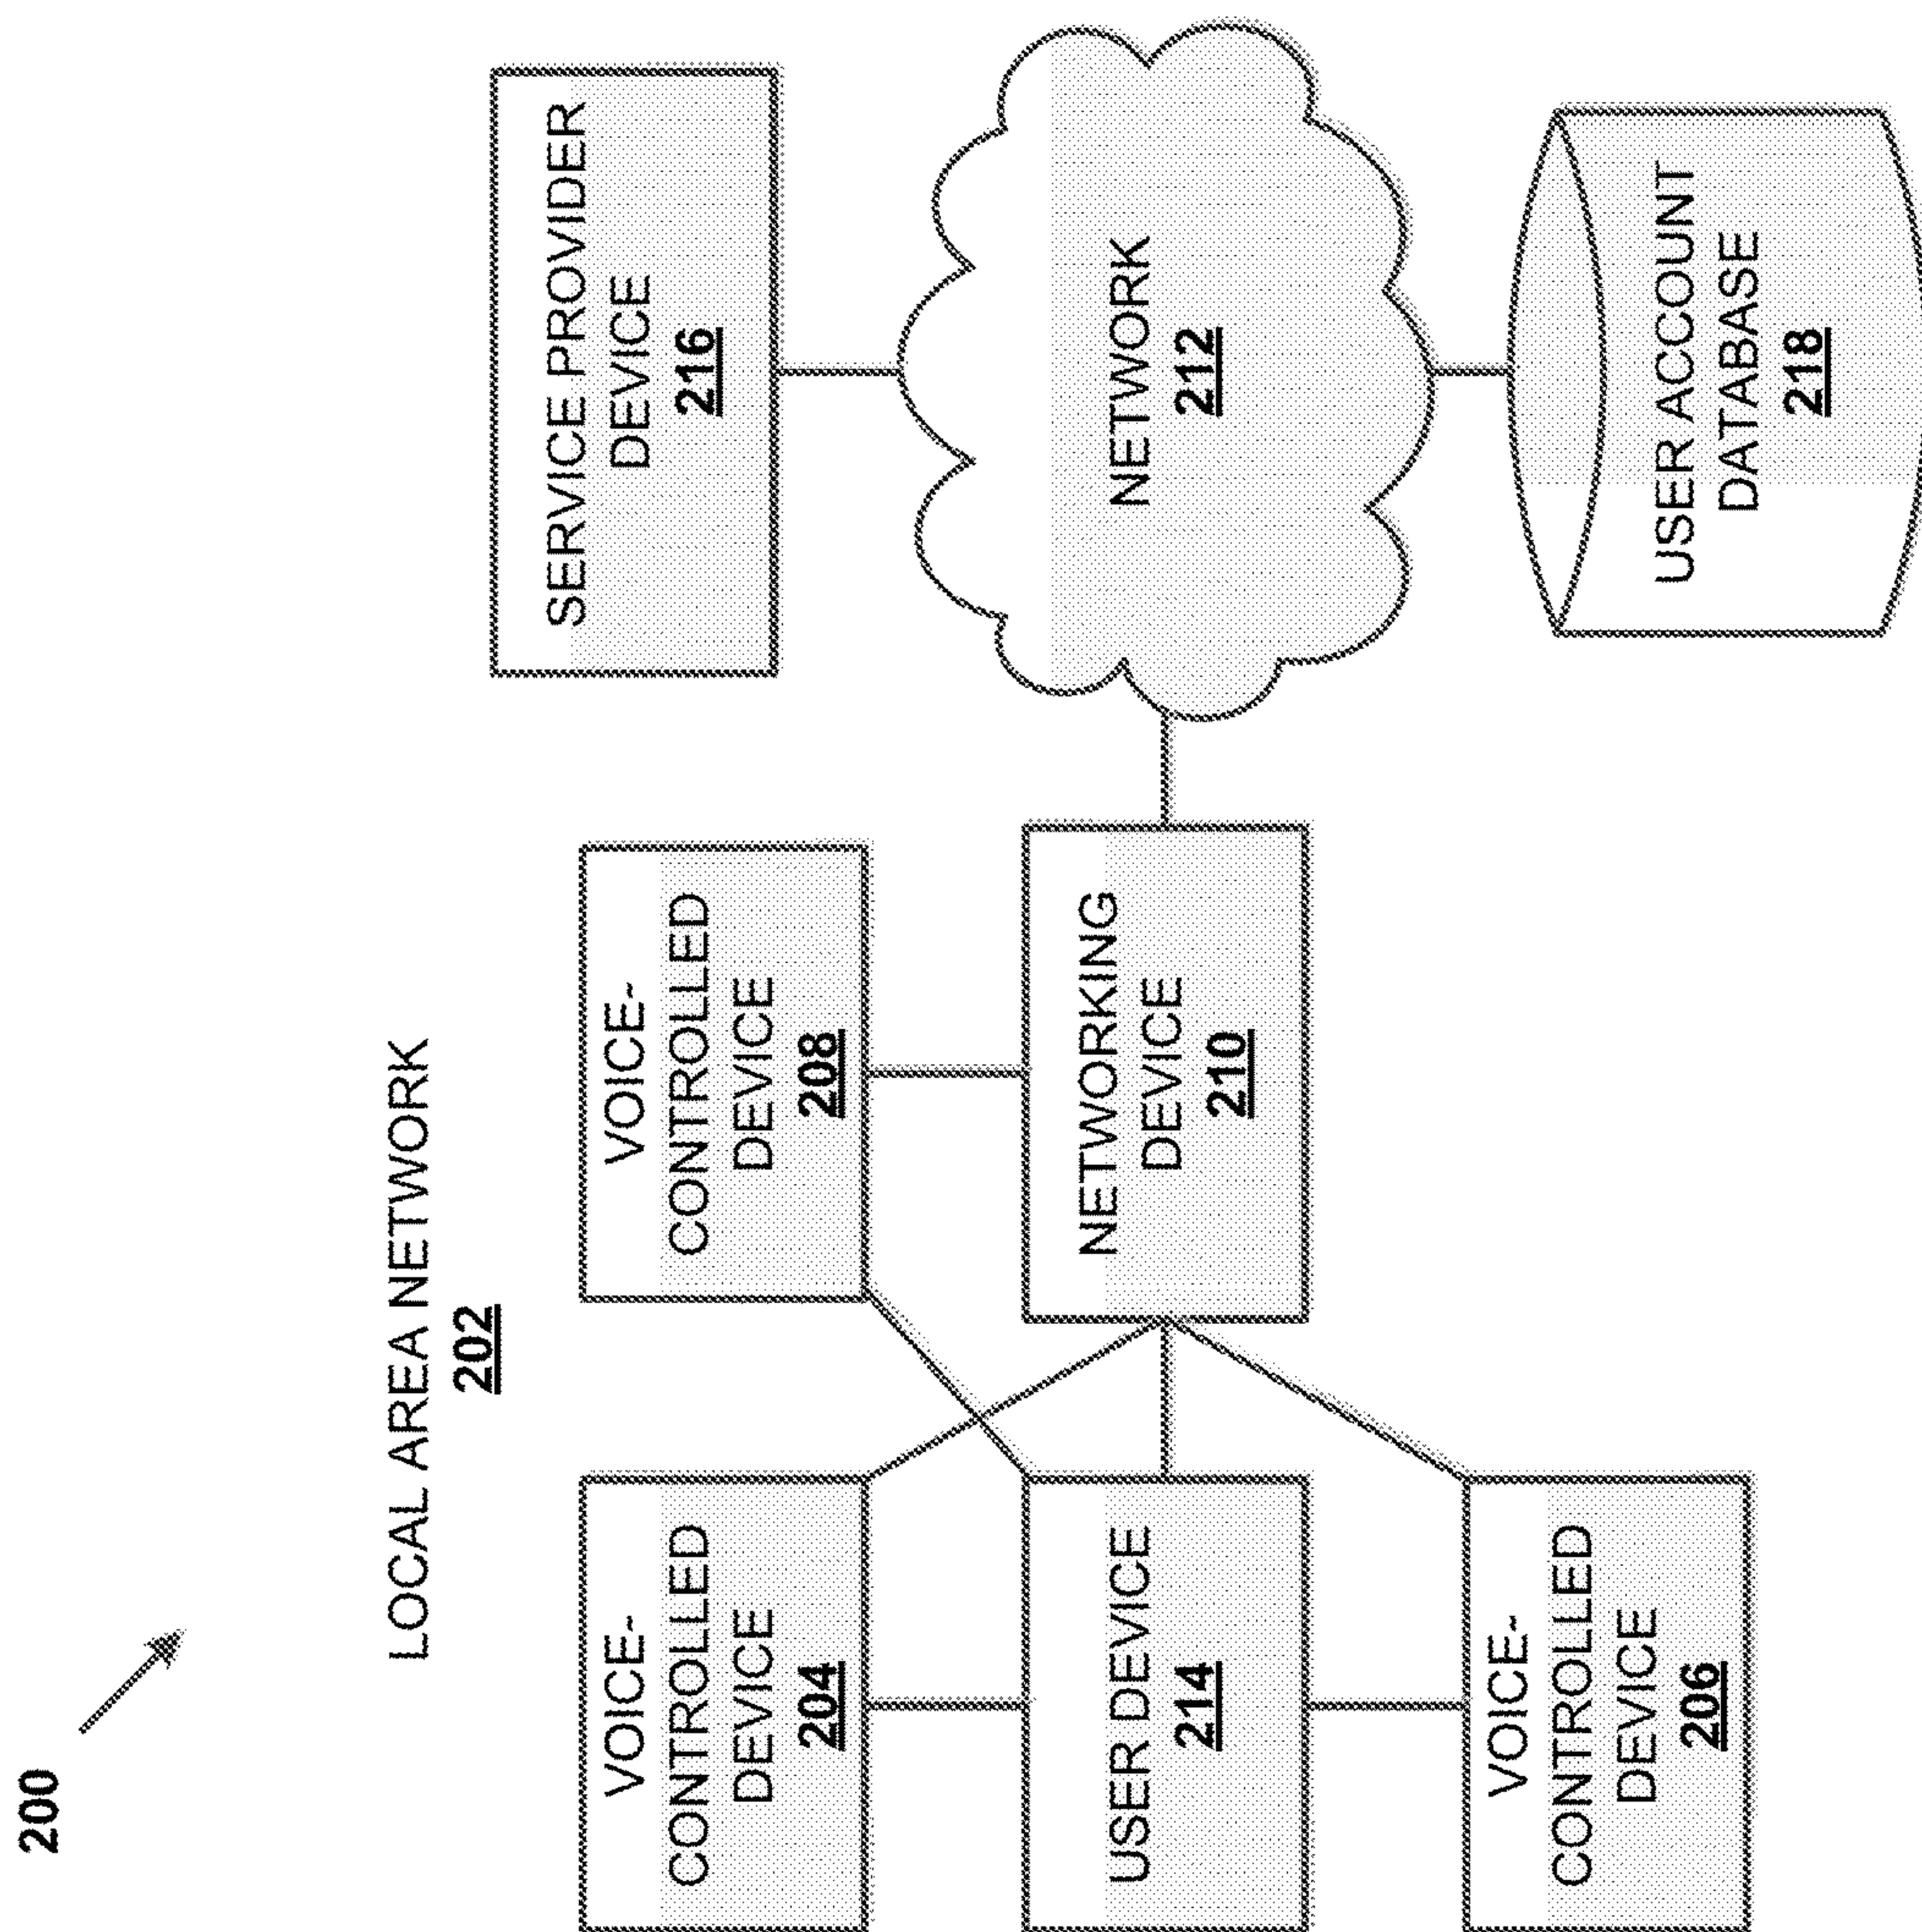 200
LOCAL AREA NETWORK
202
VOICE-
CONTROLLED
DEVICE
204
VOICE-
CONTROLLED
DEVICE
208
SERVICE PROVIDER
DEVICE
216
USER DEVICE
214
NETWORKING
DEVICE
210
NETWORK
212
VOICE-
CONTROLLED
DEVICE
206
USER ACCOUNT
DATABASE
218